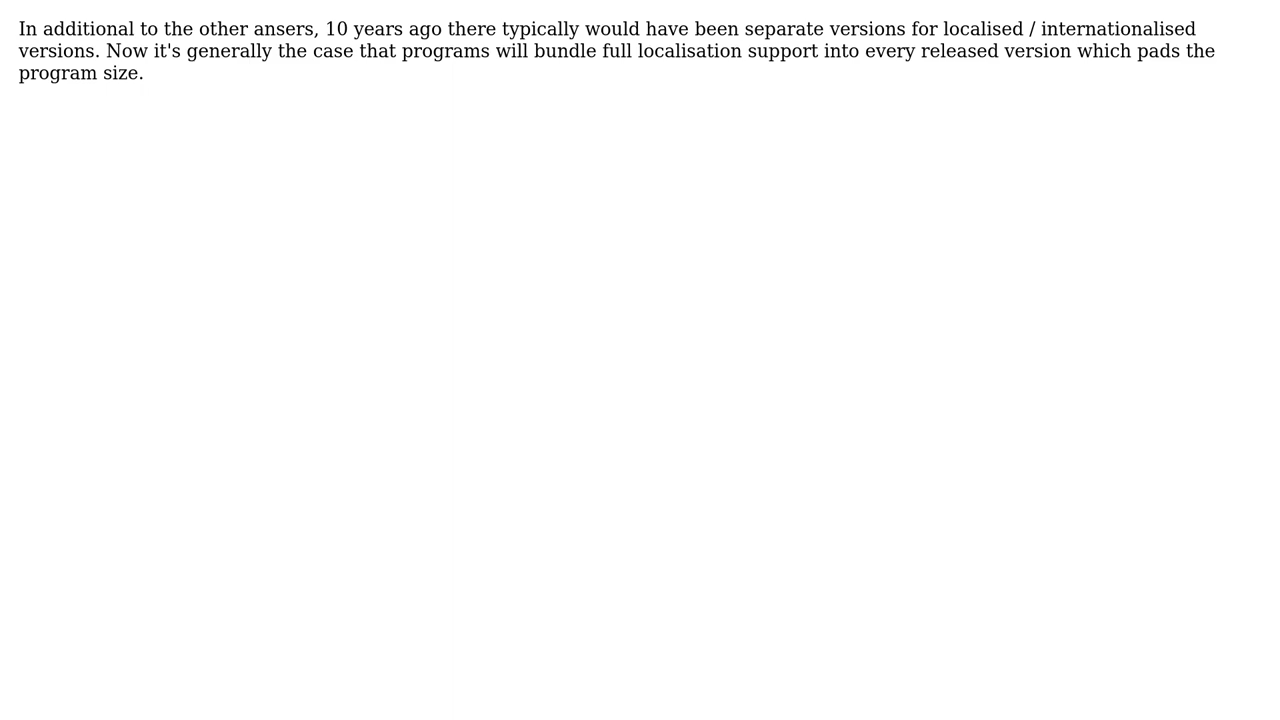 In additional to the other ansers, 10 years ago there typically would have been separate versions for localised / internationalised
versions. Now it's generally the case that programs will bundle full localisation support into every released version which pads the
program size.